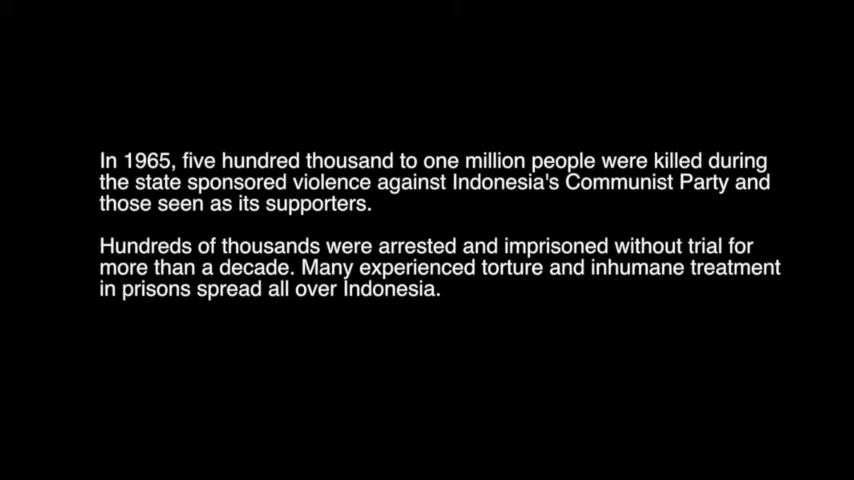 In 1965, five hundred thousand to one million people were killed during
the state sponsored violence against Indonesia's Communist Party and
those seen as its supporters.
Hundreds of thousands were arrested and imprisoned without trial for
more than a decade. Many experienced torture and inhumane treatment
in prisons spread all over Indonesia.